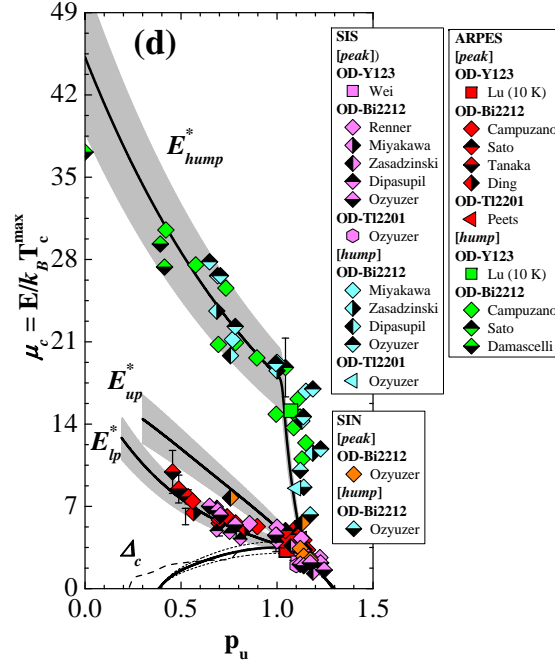 (d)
49
42
35
28
21
14
7
0
μc = E/kBTcmax
0.0
0.5
1.0
1.5
pu
E*hump
E*up
E*lp
Δc
SIS
[peak])
OD-Y123
Wei
OD-Bi2212
Renner
Miyakawa
Zasadzinski
Dipasupil
Ozyuzer
OD-Tl2201
Ozyuzer
[hump]
OD-Bi2212
Miyakawa
Zasadzinski
Dipasupil
Ozyuzer
OD-Tl2201
Ozyuzer
SIN
[peak]
OD-Bi2212
Ozyuzer
[hump]
OD-Bi2212
Ozyuzer
ARPES
[peak]
OD-Y123
Lu (10 K)
OD-Bi2212
Campuzano
Sato
Tanaka
Ding
OD-Tl2201
Peets
[hump]
OD-Y123
Lu (10 K)
OD-Bi2212
Campuzano
Sato
Damascelli